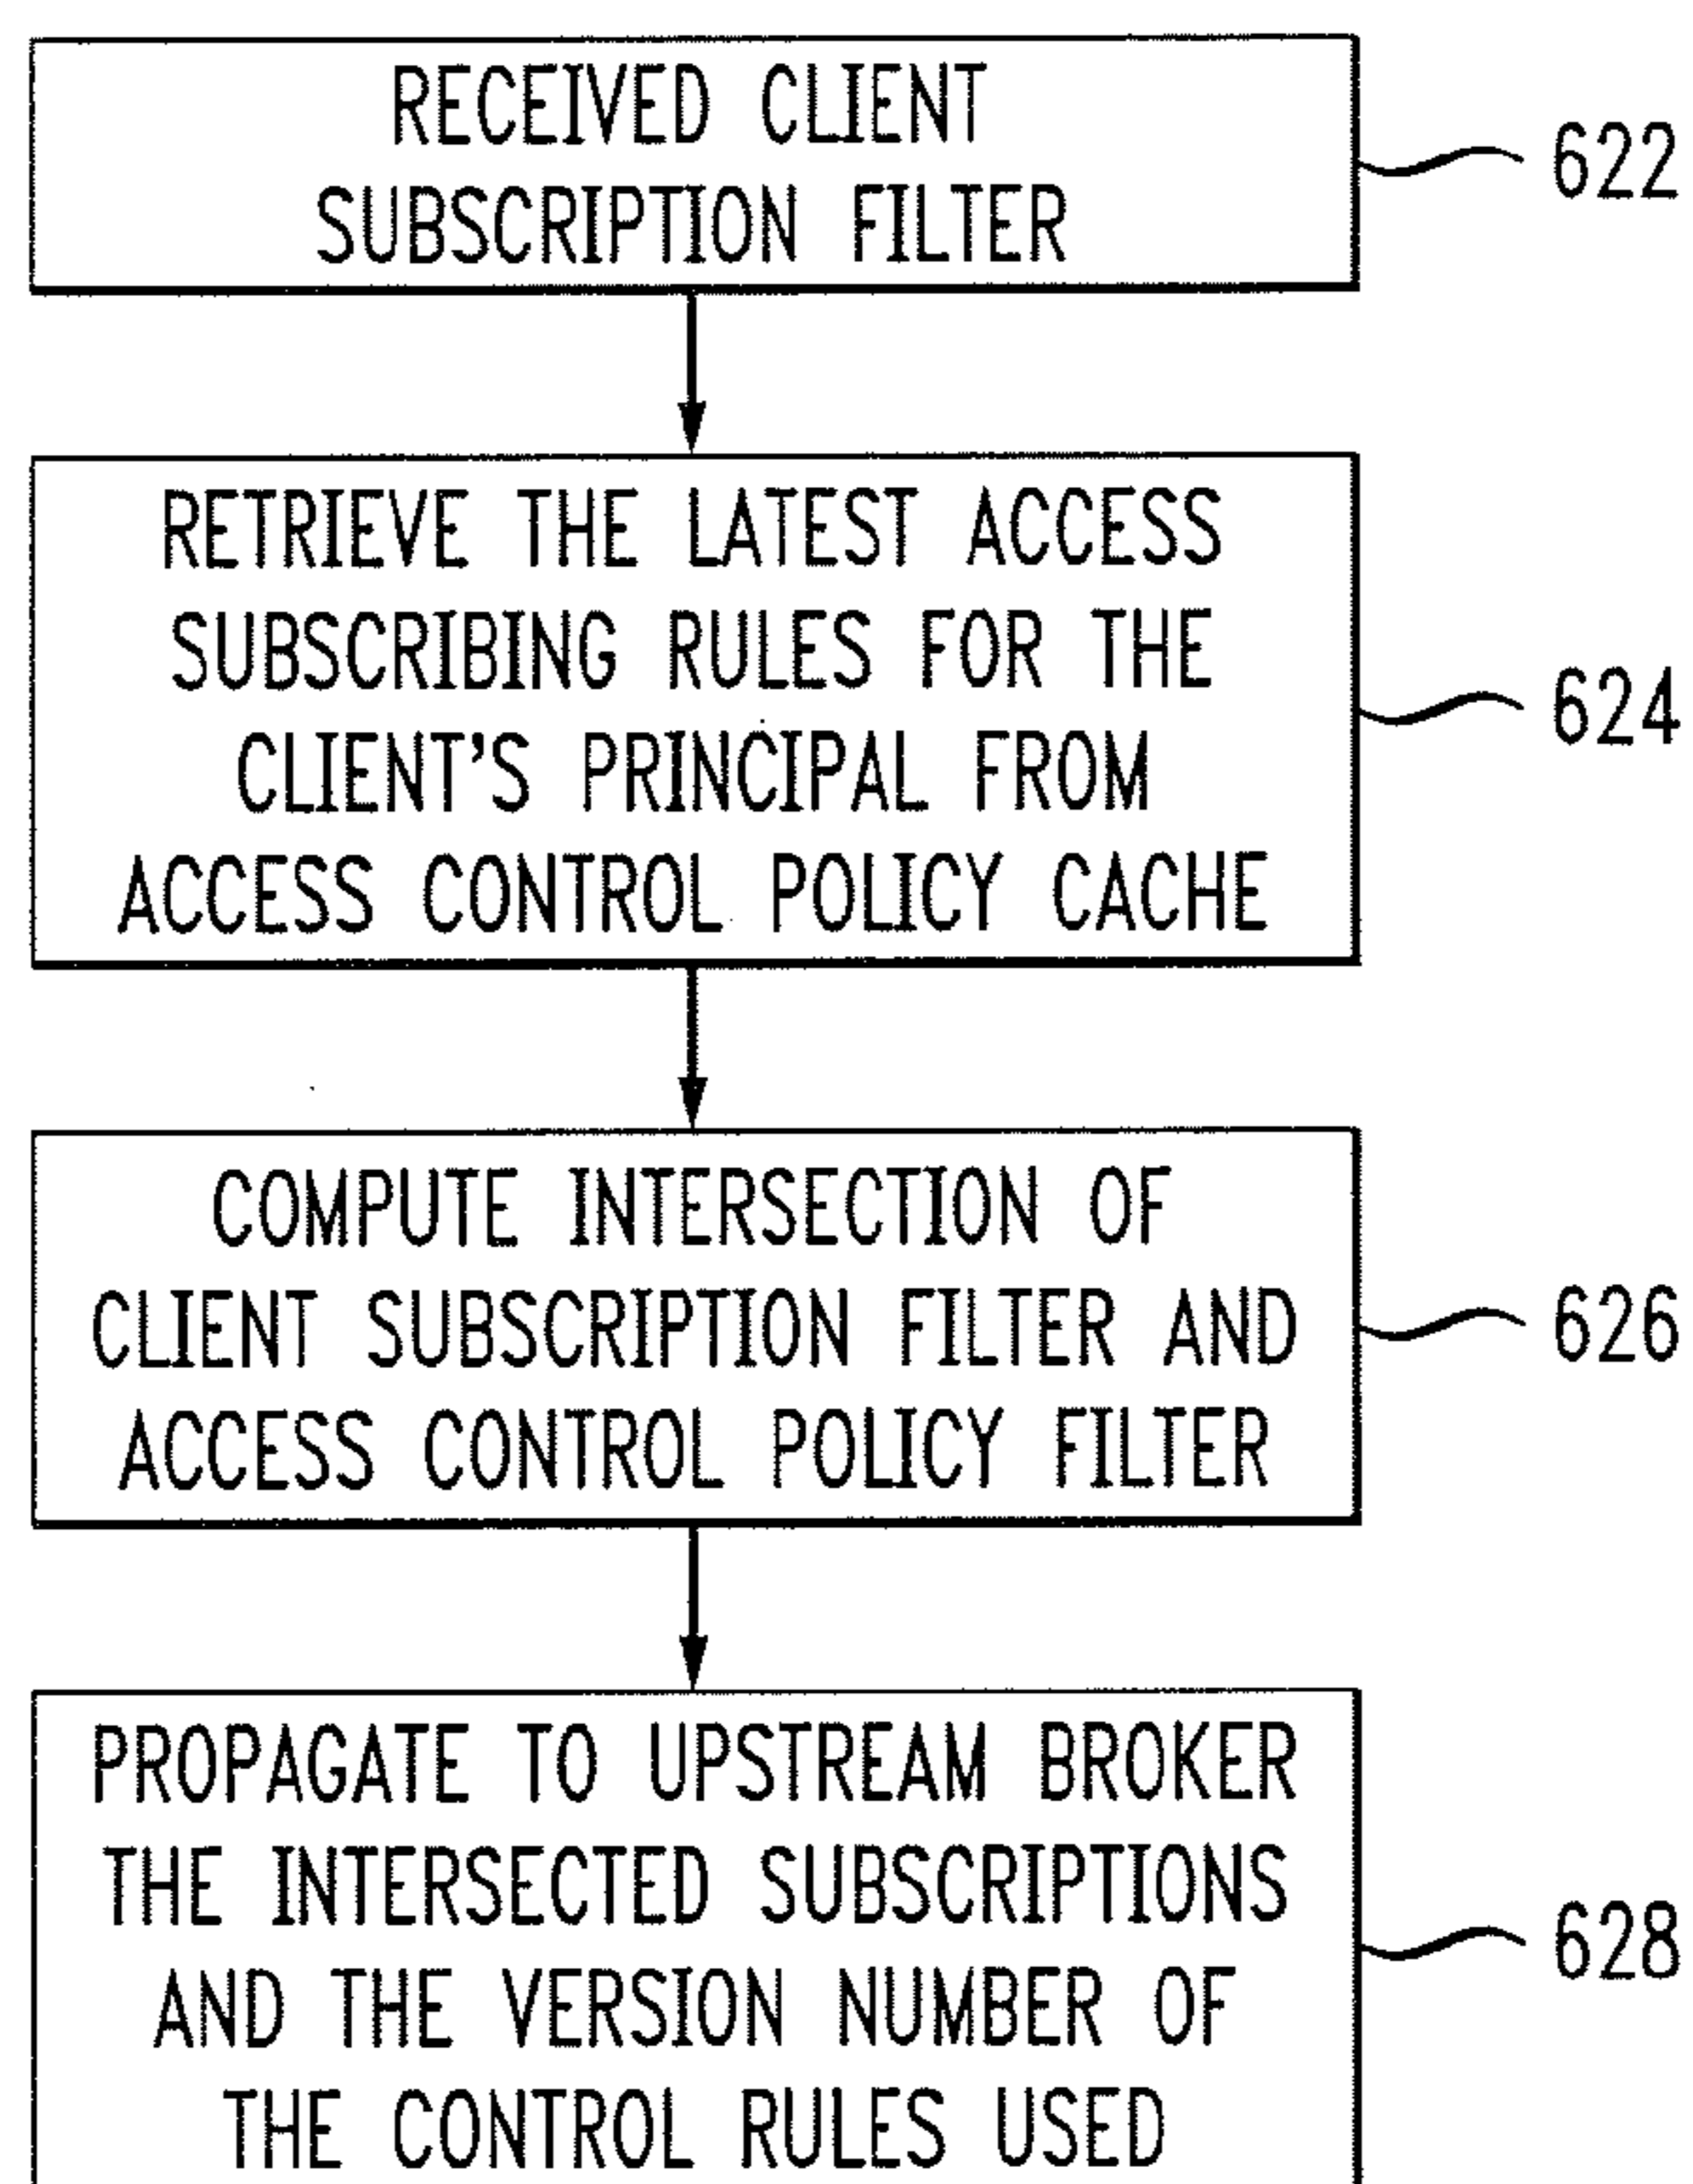 RECEIVED CLIENT
SUBSCRIPTION FILTER
622
RETRIEVE THE LATEST ACCESS
SUBSCRIBING RULES FOR THE
CLIENT'S PRINCIPAL FROM
ACCESS CONTROL POLICY CACHE
624
COMPUTE INTERSECTION OF
CLIENT SUBSCRIPTION FILTER AND
ACCESS CONTROL POLICY FILTER
626
PROPAGATE TO UPSTREAM BROKER
THE INTERSECTED SUBSCRIPTIONS
AND THE VERSION NUMBER OF
THE CONTROL RULES USED
628